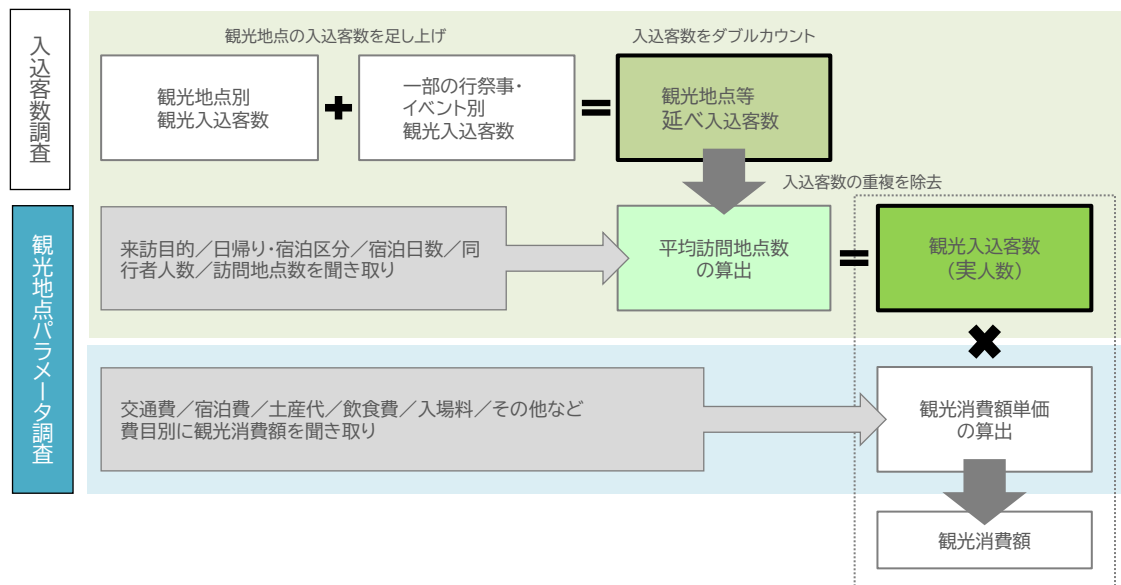 入込客数調査
観光地点の入込客数を足し上げ
入込客数をダブルカウント
観光地点別
観光入込客数
+
一部の行祭事・
イベント別
観光入込客数
=
観光地点等
延べ入込客数
入込客数の重複を除去
観光地点パラメータ調査
来訪目的／日帰り・宿泊区分／宿泊日数／同
行者人数／訪問地点数を聞き取り
平均訪問地点数
の算出
=
観光入込客数
（実人数）
×
交通費／宿泊費／土産代／飲食費／入場料／その他など
費目別に観光消費額を聞き取り
観光消費額単価
の算出
観光消費額